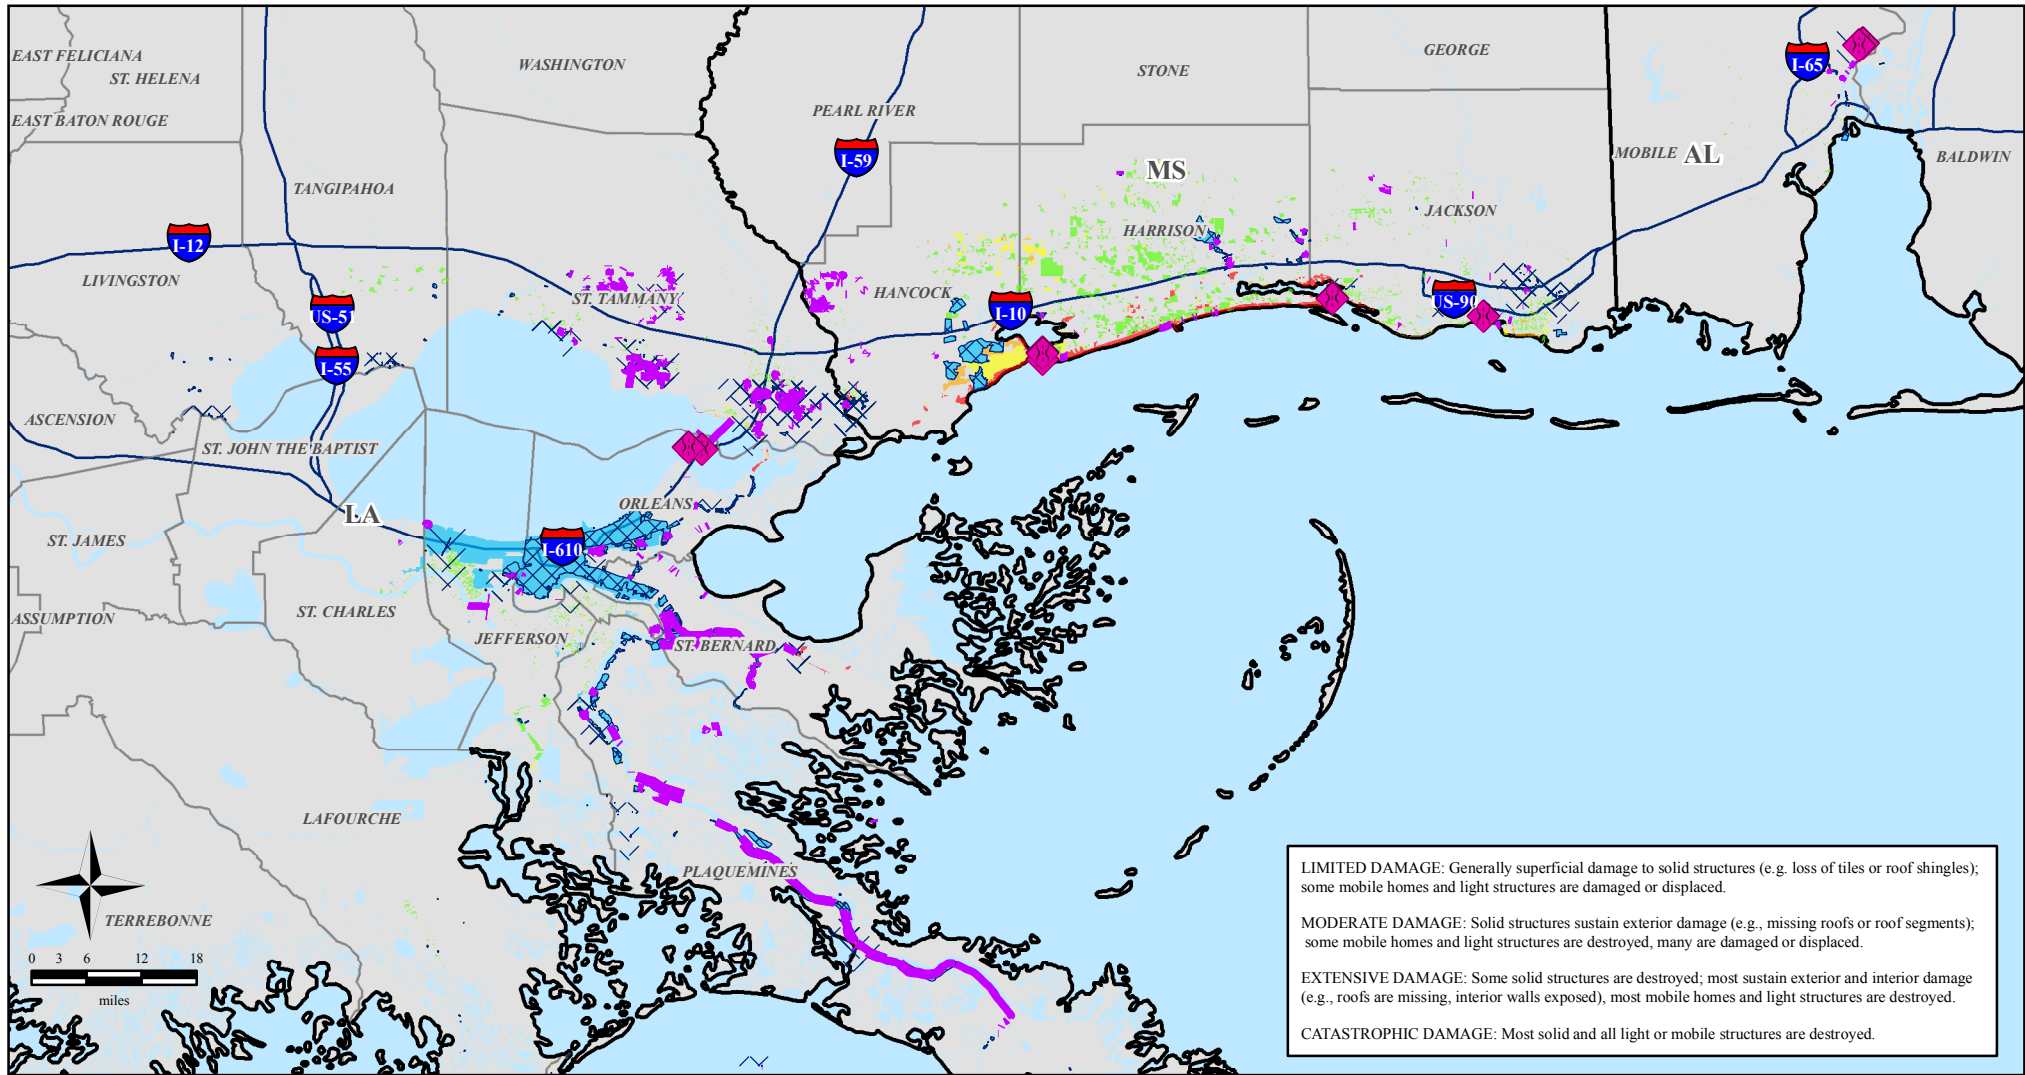 EAST FELICIANA
ST. HELENA
WASHINGTON
STONE
GEORGE
I-65
EAST BATON ROUGE
PEARL RIVER
I-59
MS
MOBILE
AL
BALDWIN
TANGIPAHOA
JACKSON
HARRISON
I-12
LIVINGSTON
ST. TAMMANY
HANCOCK
I-10
US-90
US-51
I-55
ASCENSION
ST. JOHN THE BAPTIST
ORLEANS
LA
ST. JAMES
I-610
ASSUMPTION
ST. CHARLES
JEFFERSON
ST. BERNARD
LAFOURCHE
PLAQUEMINES
TERREBONNE
0 3 6 12 18
miles
LIMITED DAMAGE: Generally superficial damage to solid structures (e.g. loss of tiles or roof shingles);
some mobile homes and light structures are damaged or displaced.
MODERATE DAMAGE: Solid structures sustain exterior damage (e.g., missing roofs or roof segments);
some mobile homes and light structures are destroyed, many are damaged or displaced.
EXTENSIVE DAMAGE: Some solid structures are destroyed; most sustain exterior and interior damage
(e.g., roofs are missing, interior walls exposed), most mobile homes and light structures are destroyed.
CATASTROPHIC DAMAGE: Most solid and all light or mobile structures are destroyed.